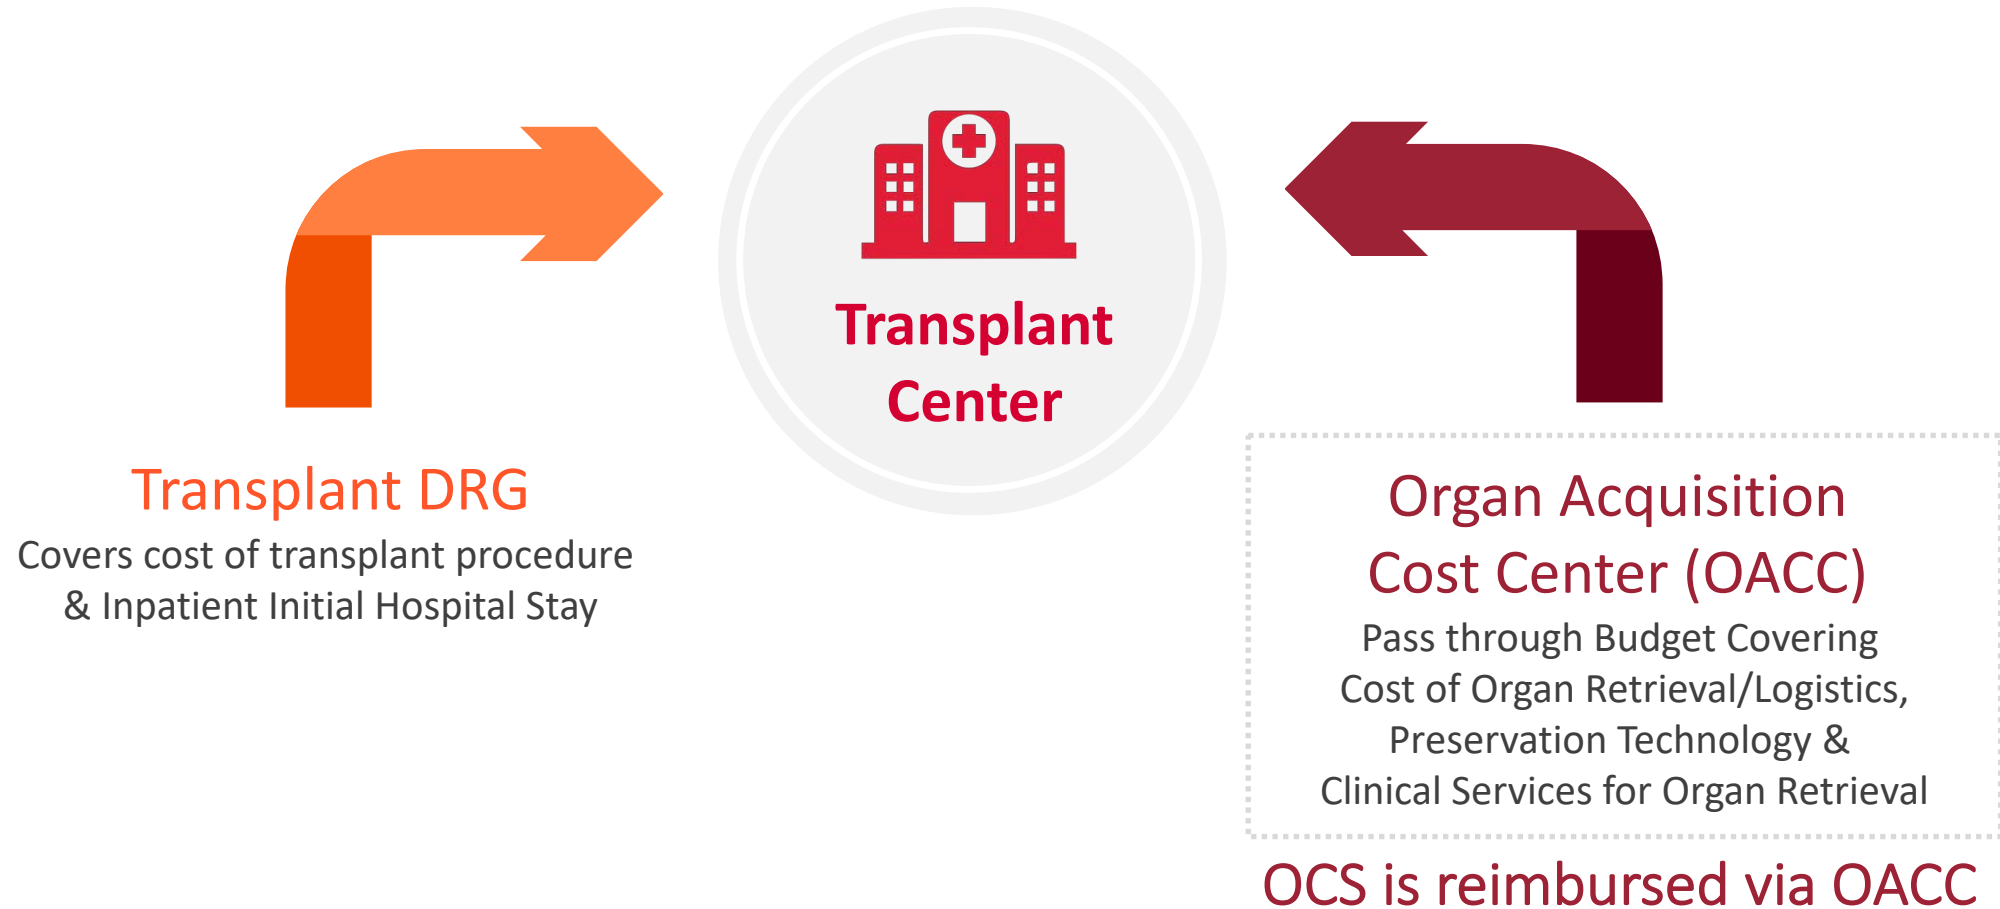 Transplant
Center
Transplant DRG
Covers cost of transplant procedure
& Inpatient Initial Hospital Stay
Organ Acquisition
Cost Center (OACC)
Pass through Budget Covering
Cost of Organ Retrieval/Logistics,
Preservation Technology &
Clinical Services for Organ Retrieval
OCS is reimbursed via OACC